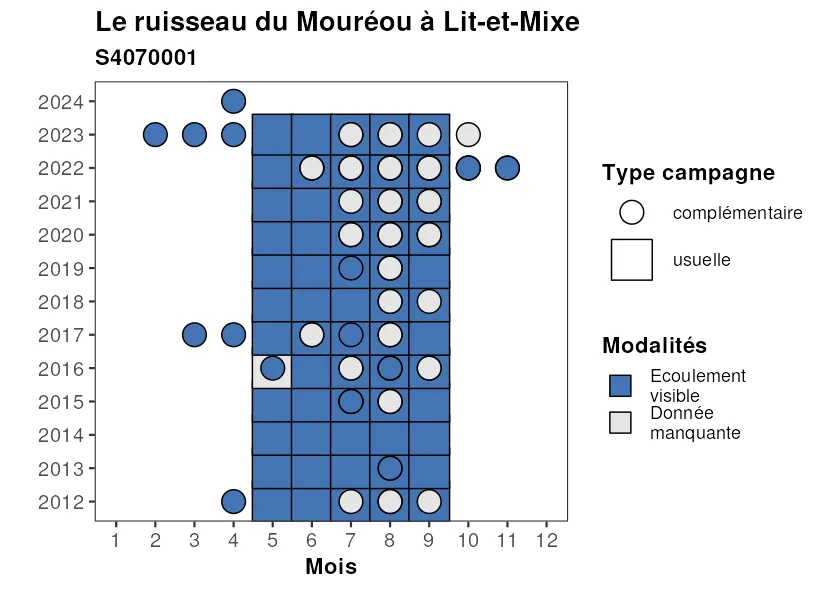 Le ruisseau du Mouréou à Lit-et-Mixe
S4070001
2024
2023
2022
2021
2020
2019
2018
2017
2016
2015
2014
2013
2012
1 2 3 4 5 6 7 8 9 10 11 12
Mois
Type campagne
complémentaire
usuelle
Modalités
Ecoulement
visible
Donnée
manquante